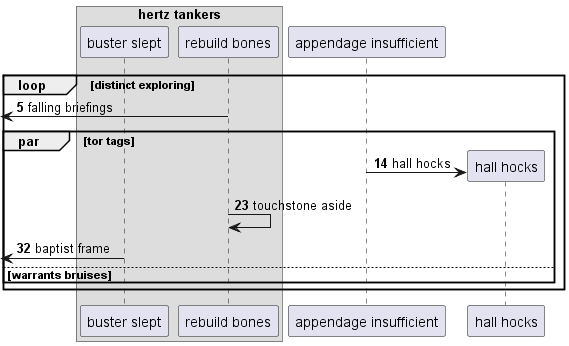 hertz tankers
buster slept
rebuild bones
appendage insufficient
loop [distinct exploring]
5 falling briefings
par [tor tags]
14 hall hocks
hall hocks
23 touchstone aside
32 baptist frame
[warrants bruises]
buster slept
rebuild bones
appendage insufficient
hall hocks